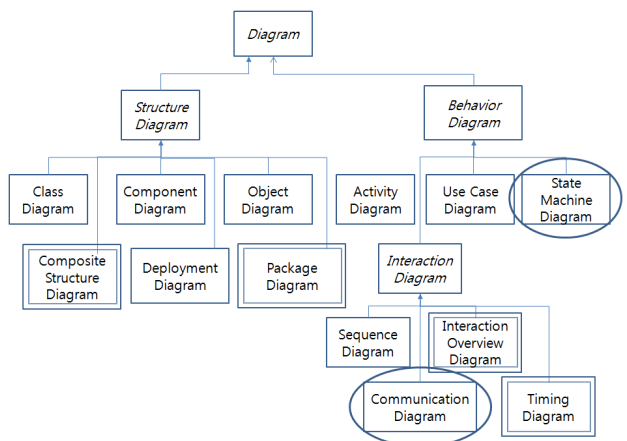 Diagram
Structure
Diagram
Behavior
Diagram
Class
Diagram
Component
Diagram
Object
Diagram
Activity
Diagram
Use Case
Diagram
State
Machine
Diagram
Composite
Structure
Diagram
Deployment
Diagram
Package
Diagram
Interaction
Diagram
Sequence
Diagram
Interaction
Overview
Diagram
Communication
Diagram
Timing
Diagram